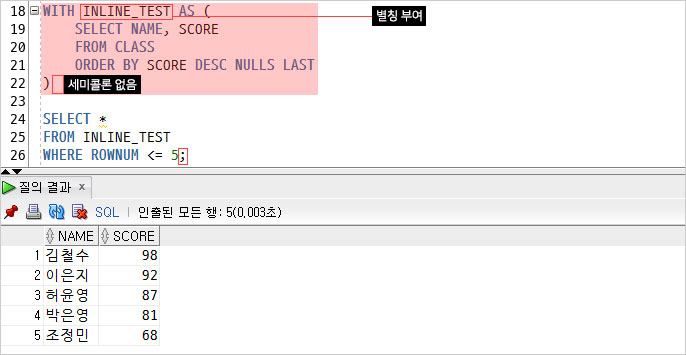 18 WITH INLINE_TEST AS ( 별칭 부여
19 SELECT NAME, SCORE
20 FROM CLASS
21 ORDER BY SCORE DESC NULLS LAST
22 ) 세미콜론 없음
23
24 SELECT *
25 FROM INLINE_TEST
26 WHERE ROWNUM <= 5;
질의 결과 x
SQL | 인출된 모든 행: 5(0,003초)
NAME SCORE
1 김철수 98
2 이은지 92
3 허윤영 87
4 박은영 81
5 조정민 68